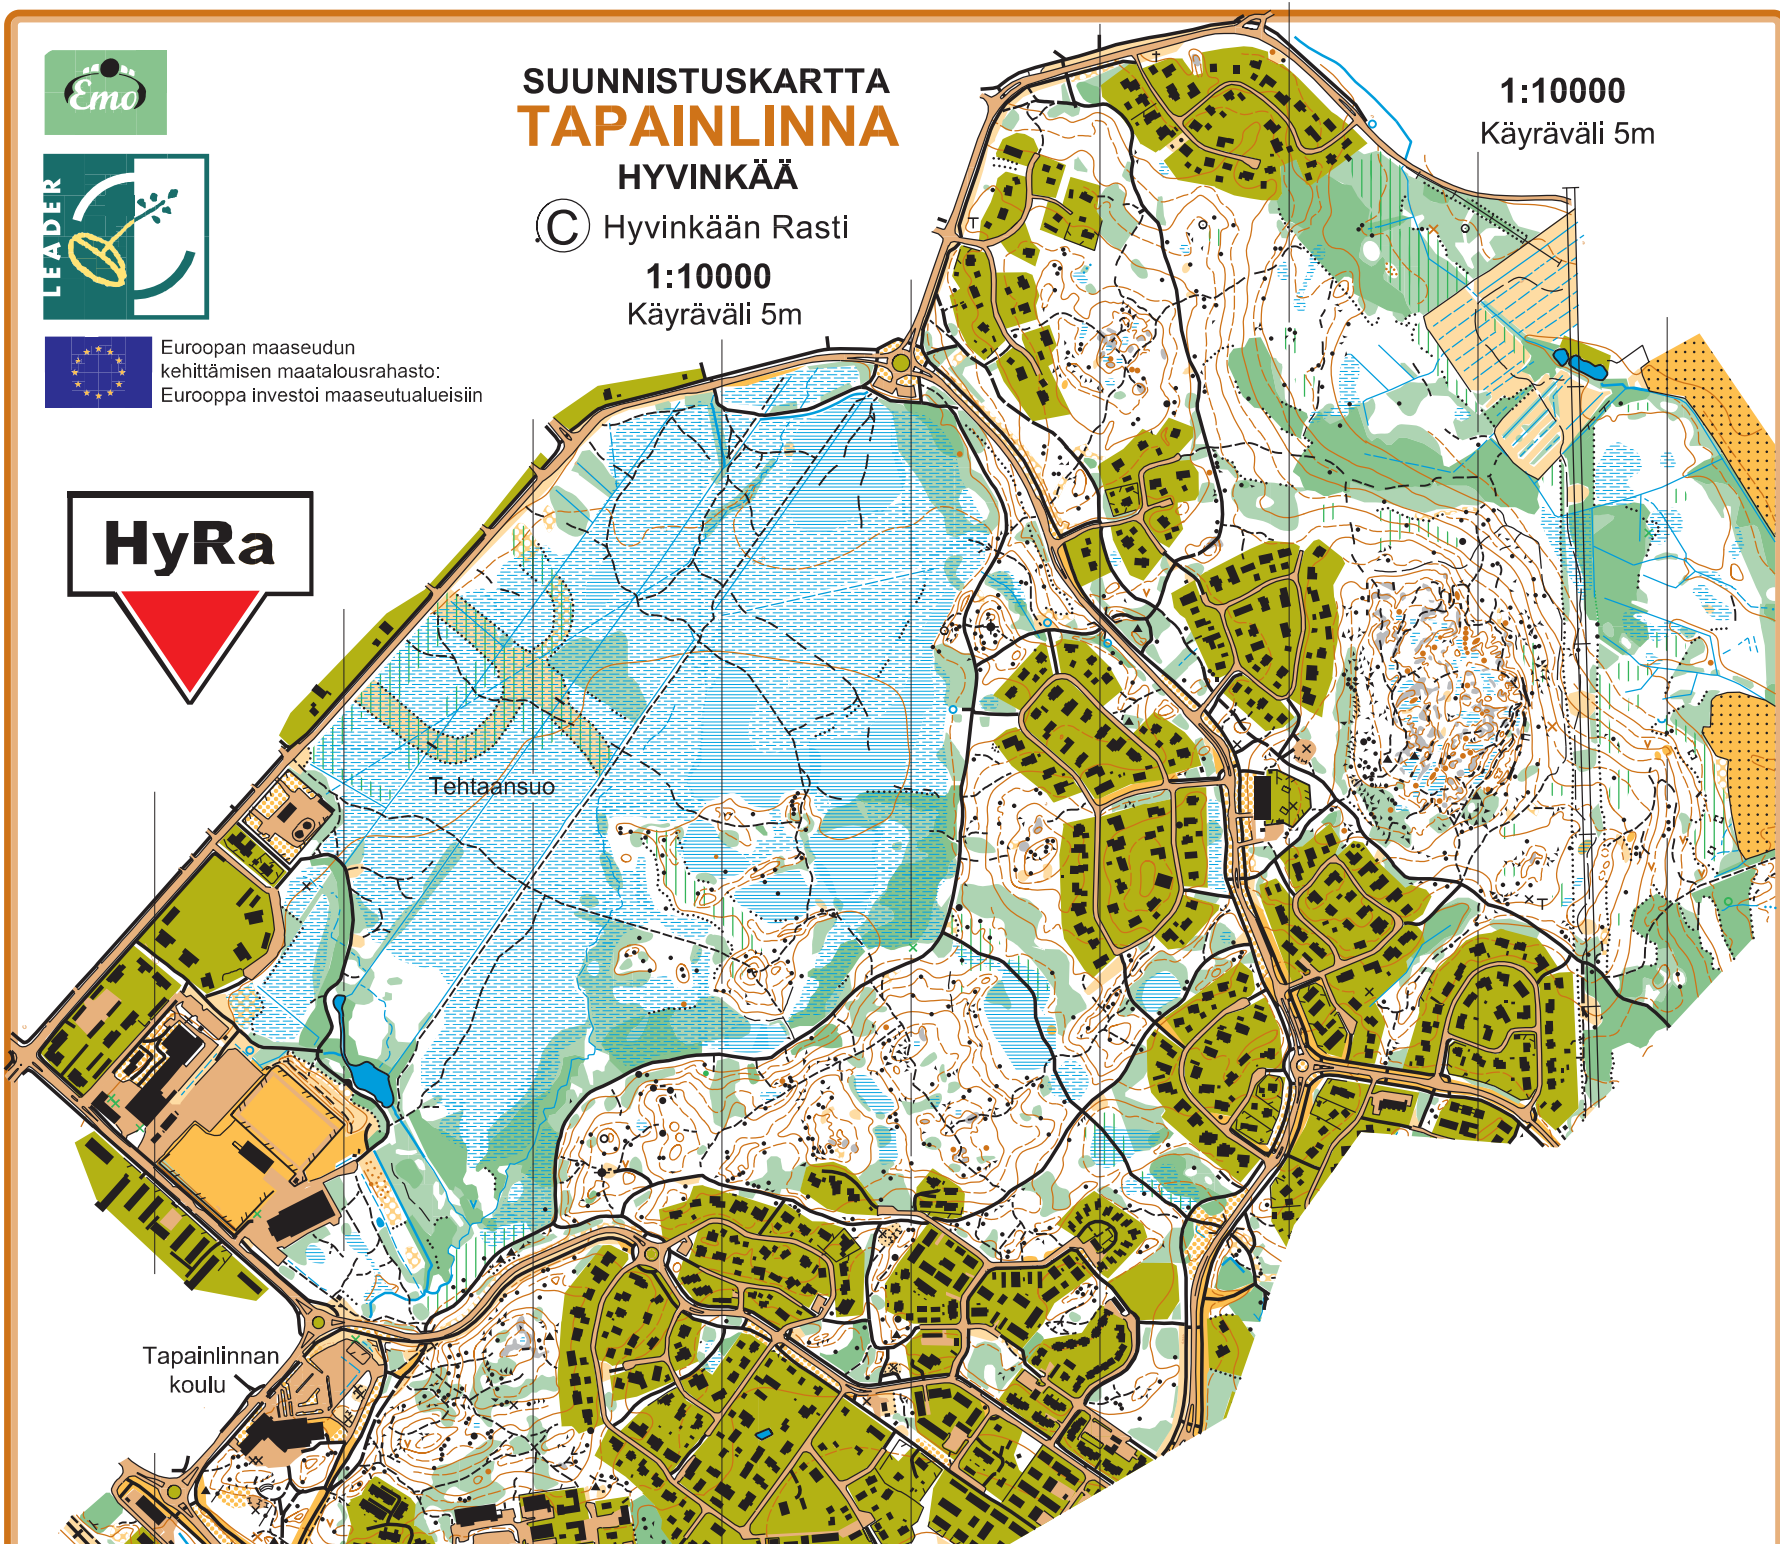 Emo
LEADER
Euroopan maaseudun
kehittämisen maatalousrahasto:
Eurooppa investoi maaseutualueisiin
SUUNNISTUSKARTTA
TAPAINLINNA
HYVINKÄÄ
C Hyvinkään Rasti
1:10000
Käyräväli 5m
1:10000
Käyräväli 5m
HyRa
Tehtaansuo
Tapainlinnan
koulu